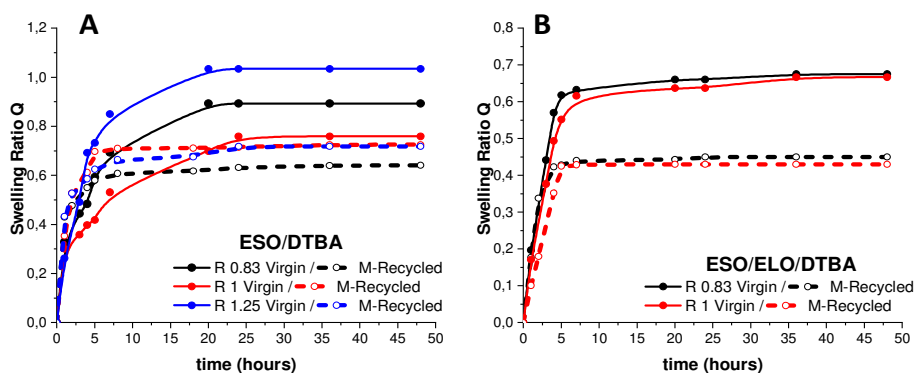 A
Swelling Ratio Q
1,2
1,0
0,8
0,6
0,4
0,2
0,0
0 5 10 15 20 25 30 35 40 45 50
time (hours)
ESO/DTBA
R 0.83 Virgin / M-Recycled
R 1 Virgin / M-Recycled
R 1.25 Virgin / M-Recycled
B
Swelling Ratio Q
0,8
0,7
0,6
0,5
0,4
0,3
0,2
0,1
0,0
0 5 10 15 20 25 30 35 40 45 50
time (hours)
ESO/ELO/DTBA
R 0.83 Virgin / M-Recycled
R 1 Virgin / M-Recycled